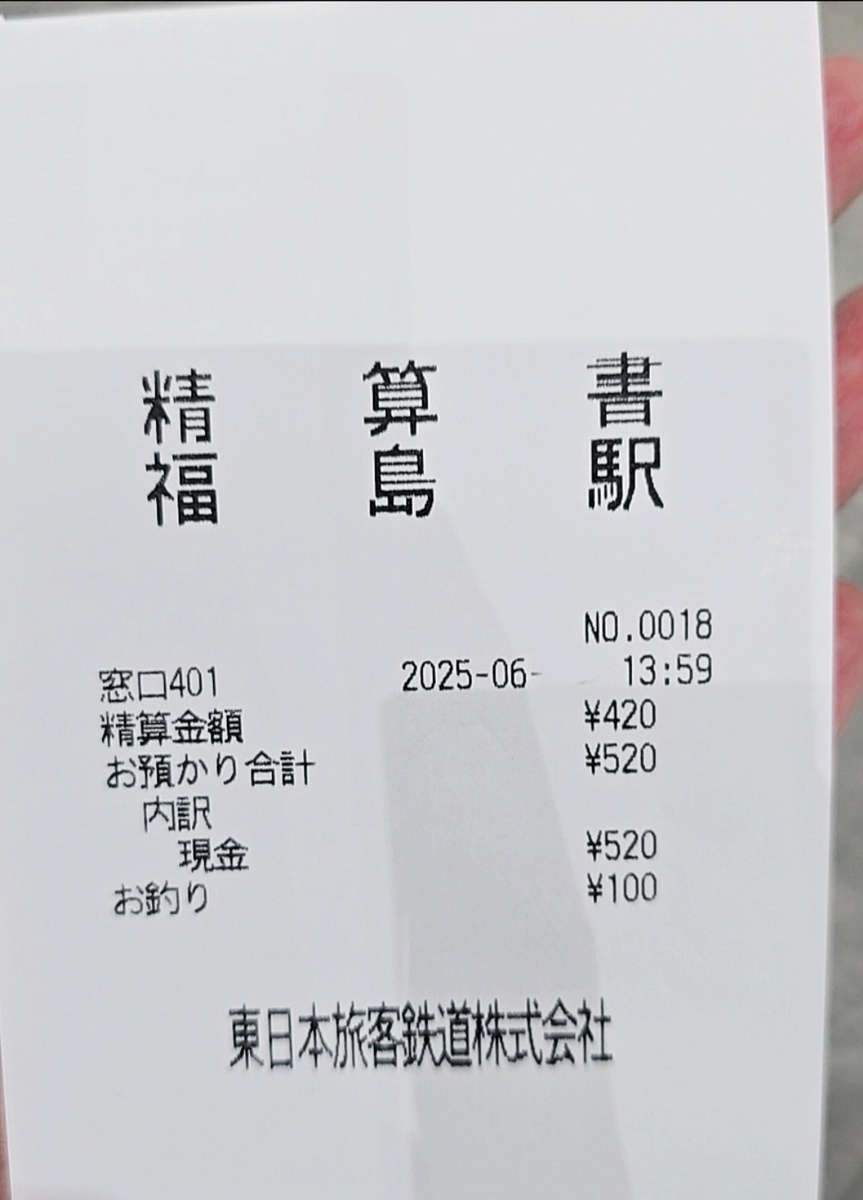 精算書
福島駅
NO.0018
窓口401 2025-06- 13:59
精算金額 ¥420
お預かり合計 ¥520
内訳
現金 ¥520
お釣り ¥100
東日本旅客鉄道株式会社